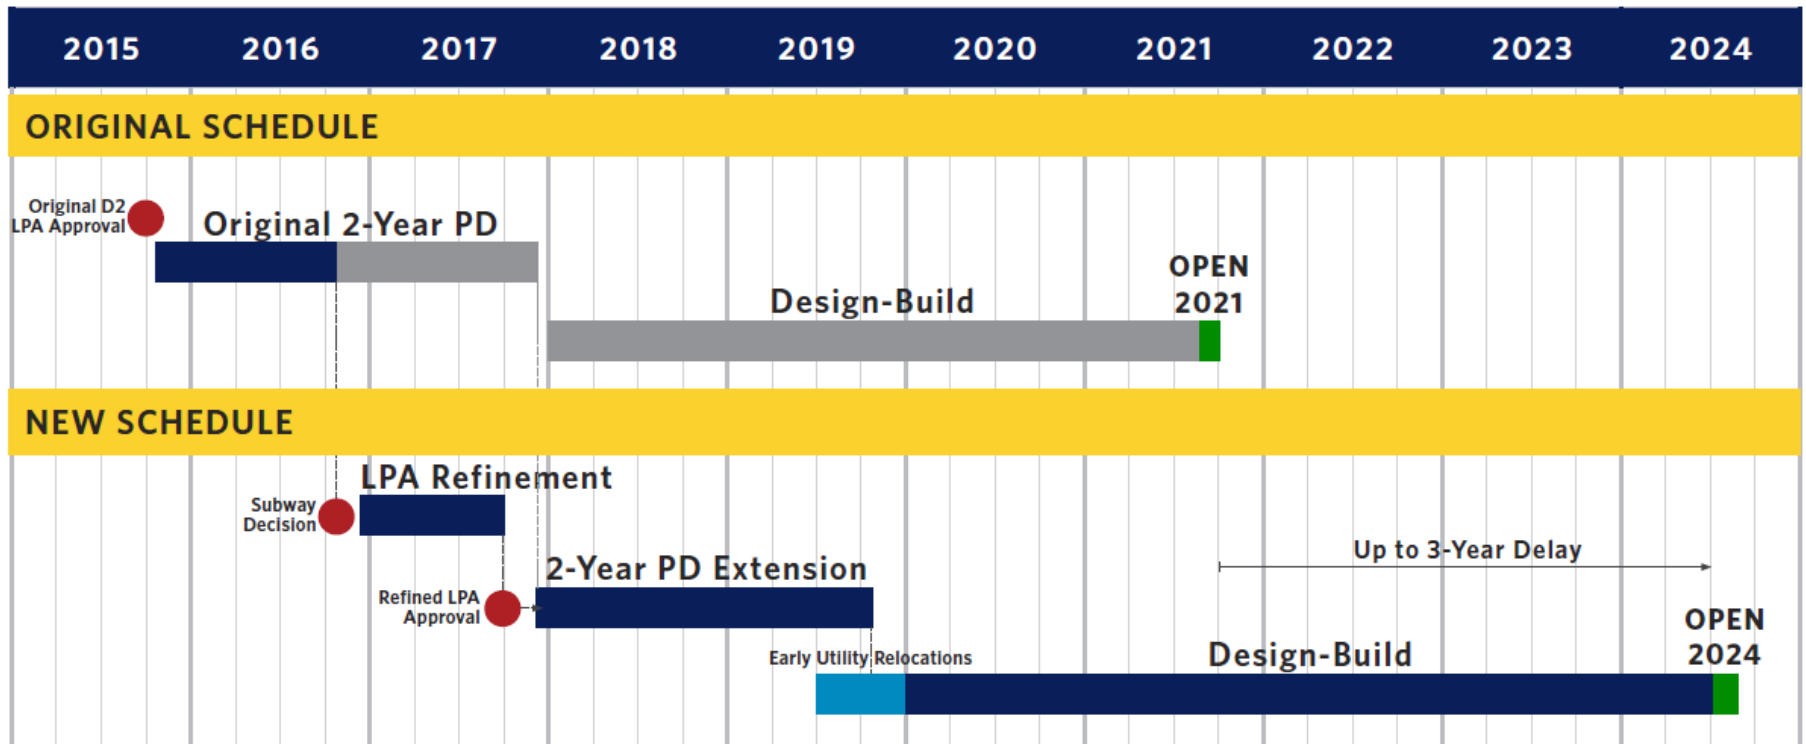 2015 2016 2017 2018 2019 2020 2021 2022 2023 2024
ORIGINAL SCHEDULE
Original D2
LPA Approval
Original 2-Year PD
OPEN
2021
Design-Build
NEW SCHEDULE
LPA Refinement
Subway
Decision
Up to 3-Year Delay
2-Year PD Extension
Refined LPA
Approval
OPEN
2024
Early Utility Relocations
Design-Build